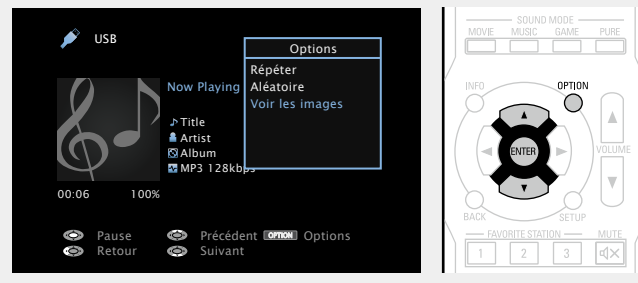 USB
Options
Répéter
Aléatoire
Voir les images
Now Playing
Title
Artist
Album
MP3 128kbps
00:06 100%
Pause Précédent OPTION Options
Retour Suivant
SOUND MODE
MOVIE MUSIC GAME PURE
INFO OPTION
ENTER
VOLUME
BACK SETUP
FAVORITE STATION MUTE
1 2 3